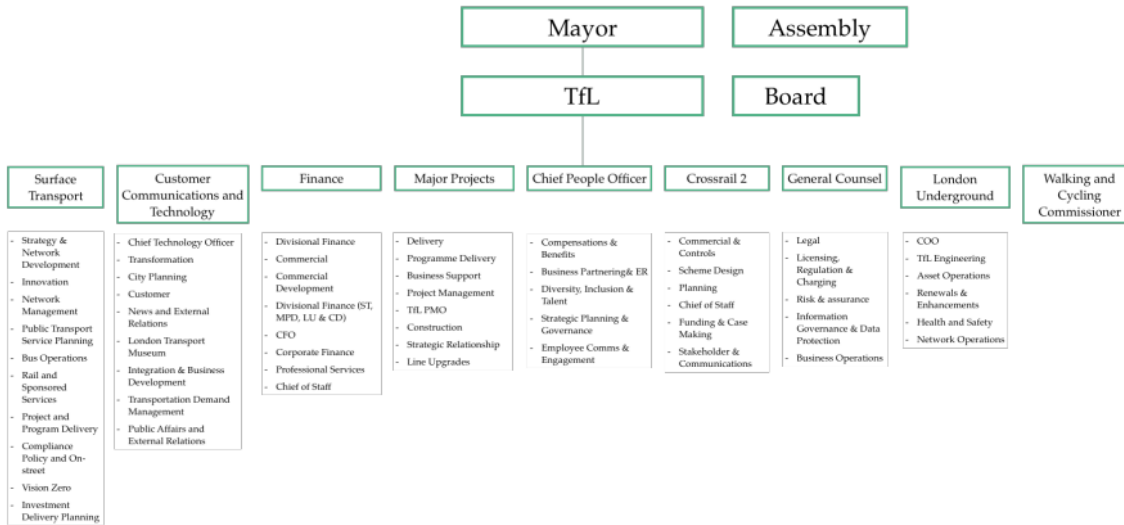 Mayor
Assembly
TfL
Board
Surface
Transport
Customer
Communications and
Technology
Finance
Major Projects
Chief People Officer
Crossrail 2
General Counsel
London
Underground
Walking and
Cycling
Commissioner
- Strategy &
Network
Development
- Innovation
- Network
Management
- Public Transport
Service Planning
- Bus Operations
- Rail and
Sponsored
Services
- Project and
Program Delivery
- Compliance
Policy and On-
street
- Vision Zero
- Investment
Delivery Planning
- Chief Technology Officer
- Transformation
- City Planning
- Customer
- News and External
Relations
- London Transport
Museum
- Integration & Business
Development
- Transportation Demand
Management
- Public Affairs and
External Relations
- Divisional Finance
- Commercial
- Commercial
Development
- Divisional Finance (ST,
MPD, LU & CD)
- CFO
- Corporate Finance
- Professional Services
- Chief of Staff
- Delivery
- Programme Delivery
- Business Support
- Project Management
- TfL PMO
- Construction
- Strategic Relationship
- Line Upgrades
- Compensations &
Benefits
- Business Partnering& ER
- Diversity, Inclusion &
Talent
- Strategic Planning &
Governance
- Employee Comms &
Engagement
- Commercial &
Controls
- Scheme Design
- Planning
- Chief of Staff
- Funding & Case
Making
- Stakeholder &
Communications
- Legal
- Licensing,
Regulation &
Charging
- Risk & assurance
- Information
Governance & Data
Protection
- Business Operations
- COO
- TfL Engineering
- Asset Operations
- Renewals &
Enhancements
- Health and Safety
- Network Operations